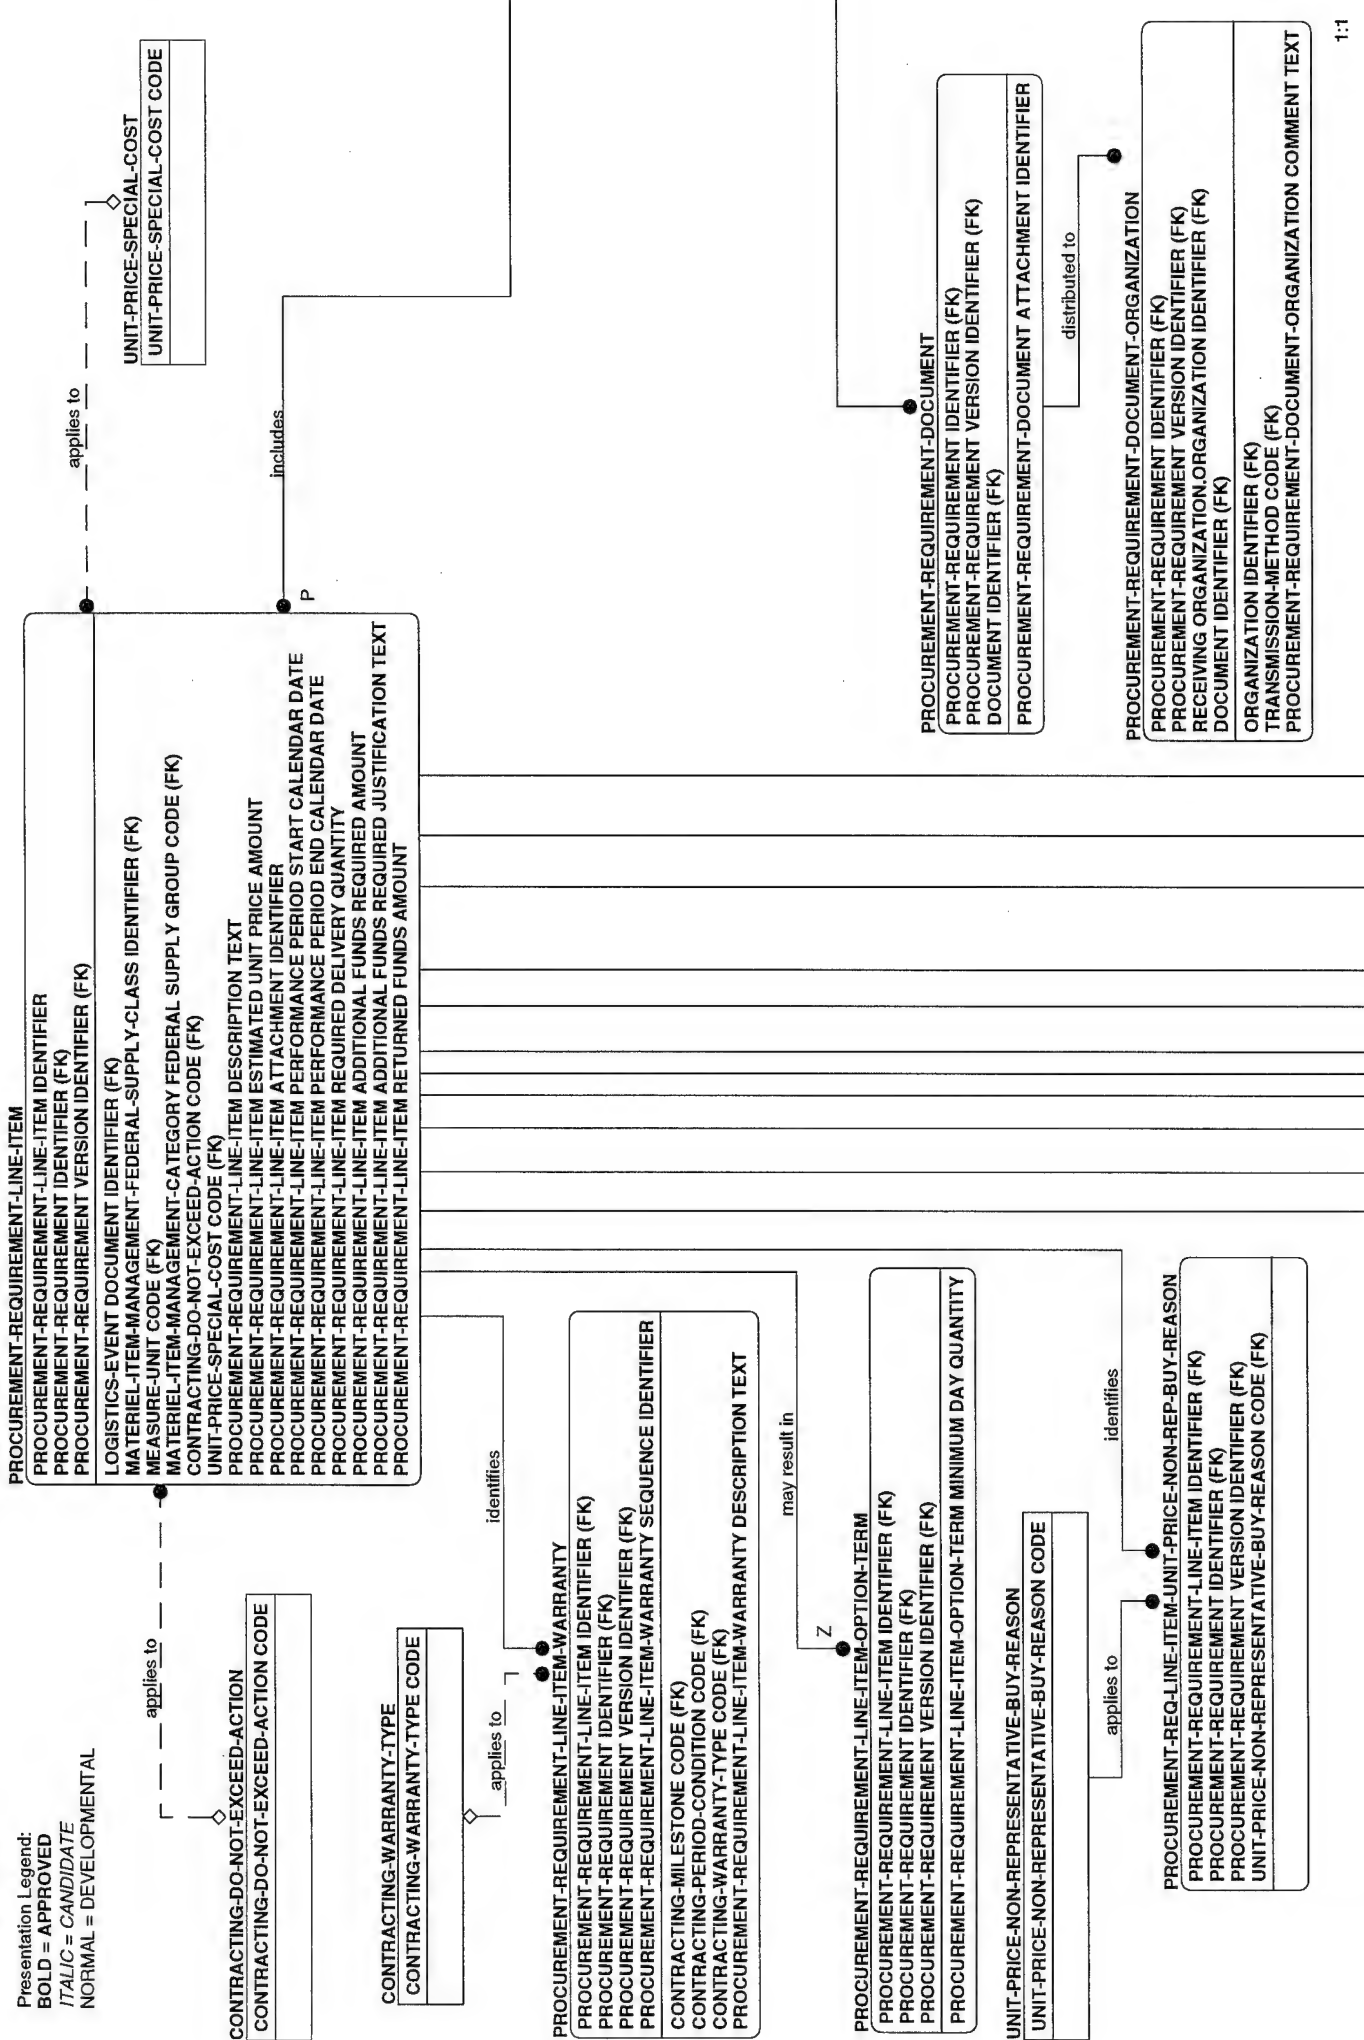 Presentation Legend:
BOLD = APPROVED
ITALIC = CANDIDATE
NORMAL = DEVELOPMENTAL
CONTRACTING-DO-NOT-EXCEED-ACTION
CONTRACTING-DO-NOT-EXCEED-ACTION CODE
applies to
PROCUREMENT-REQUIREMENT-LINE-ITEM
PROCUREMENT-REQUIREMENT-LINE-ITEM IDENTIFIER
PROCUREMENT-REQUIREMENT IDENTIFIER (FK)
PROCUREMENT-REQUIREMENT VERSION IDENTIFIER (FK)
LOGISTICS-EVENT DOCUMENT IDENTIFIER (FK)
MATERIEL-ITEM-MANAGEMENT-FEDERAL-SUPPLY-CLASS IDENTIFIER (FK)
MEASURE-UNIT CODE (FK)
MATERIEL-ITEM-MANAGEMENT-CATEGORY FEDERAL SUPPLY GROUP CODE (FK)
CONTRACTING-DO-NOT-EXCEED-ACTION CODE (FK)
UNIT-PRICE-SPECIAL-COST CODE (FK)
PROCUREMENT-REQUIREMENT-LINE-ITEM DESCRIPTION TEXT
PROCUREMENT-REQUIREMENT-LINE-ITEM ESTIMATED UNIT PRICE AMOUNT
PROCUREMENT-REQUIREMENT-LINE-ITEM ATTACHMENT IDENTIFIER
PROCUREMENT-REQUIREMENT-LINE-ITEM PERFORMANCE PERIOD START CALENDAR DATE
PROCUREMENT-REQUIREMENT-LINE-ITEM PERFORMANCE PERIOD END CALENDAR DATE
PROCUREMENT-REQUIREMENT-LINE-ITEM REQUIRED DELIVERY QUANTITY
PROCUREMENT-REQUIREMENT-LINE-ITEM ADDITIONAL FUNDS REQUIRED AMOUNT
PROCUREMENT-REQUIREMENT-LINE-ITEM ADDITIONAL FUNDS REQUIRED JUSTIFICATION TEXT
PROCUREMENT-REQUIREMENT-LINE-ITEM RETURNED FUNDS AMOUNT
applies to
UNIT-PRICE-SPECIAL-COST
UNIT-PRICE-SPECIAL-COST CODE
includes
P
CONTRACTING-WARRANTY-TYPE
CONTRACTING-WARRANTY-TYPE CODE
applies to
identifies
PROCUREMENT-REQUIREMENT-LINE-ITEM-WARRANTY
PROCUREMENT-REQUIREMENT-LINE-ITEM IDENTIFIER (FK)
PROCUREMENT-REQUIREMENT IDENTIFIER (FK)
PROCUREMENT-REQUIREMENT VERSION IDENTIFIER (FK)
PROCUREMENT-REQUIREMENT-LINE-ITEM-WARRANTY SEQUENCE IDENTIFIER
CONTRACTING-MILESTONE CODE (FK)
CONTRACTING-PERIOD-CONDITION CODE (FK)
CONTRACTING-WARRANTY-TYPE CODE (FK)
PROCUREMENT-REQUIREMENT-LINE-ITEM-WARRANTY DESCRIPTION TEXT
may result in
Z
PROCUREMENT-REQUIREMENT-LINE-ITEM-OPTION-TERM
PROCUREMENT-REQUIREMENT-LINE-ITEM IDENTIFIER (FK)
PROCUREMENT-REQUIREMENT IDENTIFIER (FK)
PROCUREMENT-REQUIREMENT VERSION IDENTIFIER (FK)
PROCUREMENT-REQUIREMENT-LINE-ITEM-OPTION-TERM MINIMUM DAY QUANTITY
UNIT-PRICE-NON-REPRESENTATIVE-BUY-REASON
UNIT-PRICE-NON-REPRESENTATIVE-BUY-REASON CODE
applies to
identifies
PROCUREMENT-REQ-LINE-ITEM-UNIT-PRICE-NON-REP-BUY-REASON
PROCUREMENT-REQUIREMENT-LINE-ITEM IDENTIFIER (FK)
PROCUREMENT-REQUIREMENT IDENTIFIER (FK)
PROCUREMENT-REQUIREMENT VERSION IDENTIFIER (FK)
UNIT-PRICE-NON-REPRESENTATIVE-BUY-REASON CODE (FK)
PROCUREMENT-REQUIREMENT-DOCUMENT
PROCUREMENT-REQUIREMENT IDENTIFIER (FK)
PROCUREMENT-REQUIREMENT VERSION IDENTIFIER (FK)
DOCUMENT IDENTIFIER (FK)
PROCUREMENT-REQUIREMENT-DOCUMENT ATTACHMENT IDENTIFIER
distributed to
PROCUREMENT-REQUIREMENT-DOCUMENT-ORGANIZATION
PROCUREMENT-REQUIREMENT IDENTIFIER (FK)
PROCUREMENT-REQUIREMENT VERSION IDENTIFIER (FK)
RECEIVING ORGANIZATION.ORGANIZATION IDENTIFIER (FK)
DOCUMENT IDENTIFIER (FK)
ORGANIZATION IDENTIFIER (FK)
TRANSMISSION-METHOD CODE (FK)
PROCUREMENT-REQUIREMENT-DOCUMENT-ORGANIZATION COMMENT TEXT
1:1